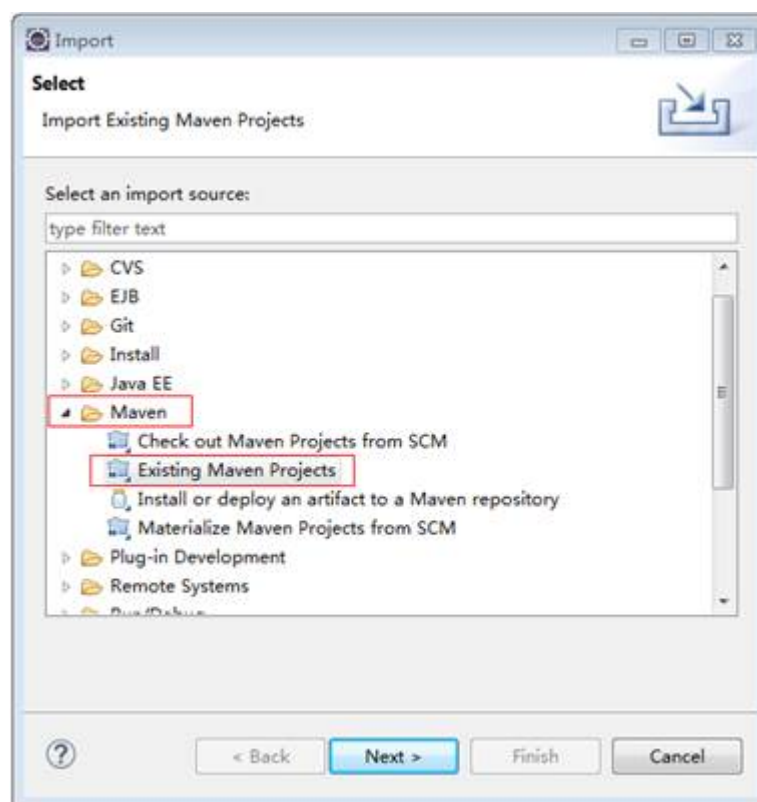 Import
Select
Import Existing Maven Projects
Select an import source:
type filter text
CVS
EJB
Git
Install
Java EE
Maven
Check out Maven Projects from SCM
Existing Maven Projects
Install or deploy an artifact to a Maven repository
Materialize Maven Projects from SCM
Plug-in Development
Remote Systems
Run/Debug
?
< Back
Next >
Finish
Cancel